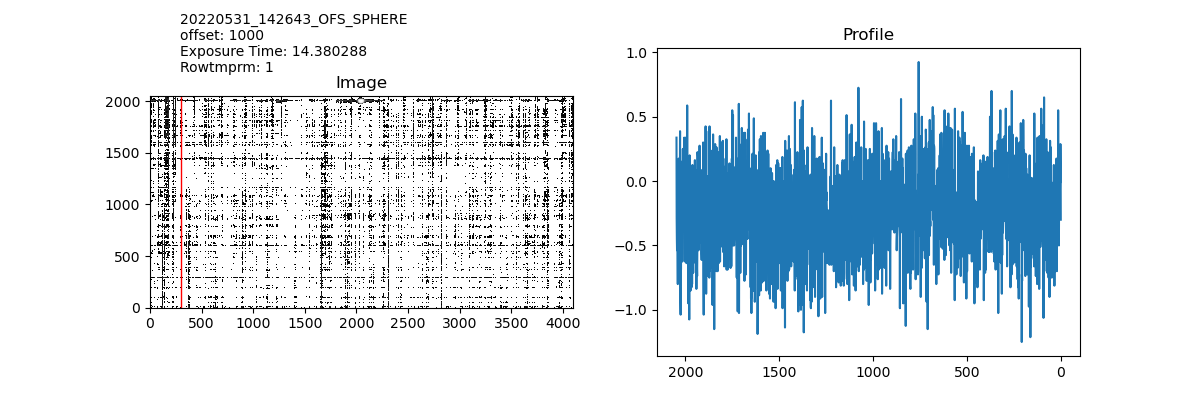 20220531_142643_OFS_SPHERE
offset: 1000
Exposure Time: 14.380288
Rowtmprm: 1
Image
2000
1500
1000
500
0
0 500 1000 1500 2000 2500 3000 3500 4000
Profile
1.0
0.5
0.0
−0.5
−1.0
2000 1500 1000 500 0